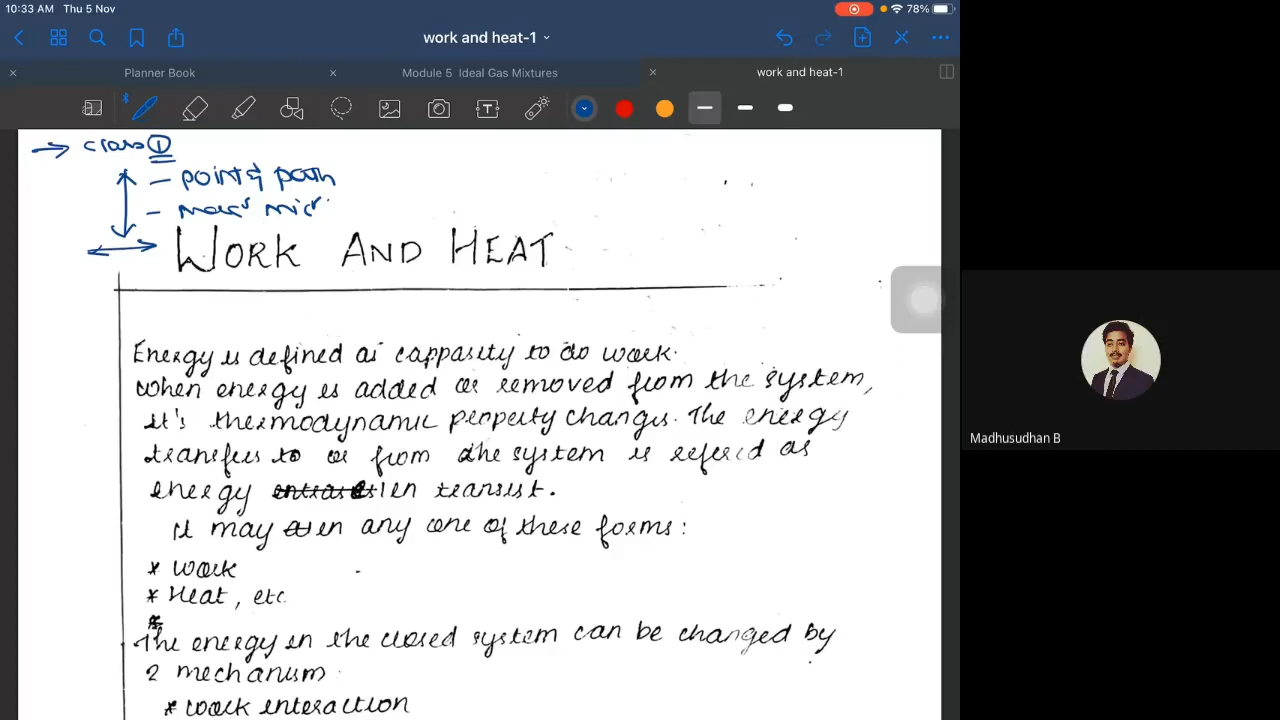 10:33 AM Thu 5 Nov
78%
work and heat-1
Planner Book
Module 5 Ideal Gas Mixtures
work and heat-1
→ class ①
- point & path
- macr micr
WORK AND HEAT
Energy is defined as cappasity to do work.
When energy is added or removed from the system,
it's thermodynamic property changes. The energy
transfers to or from the system is refered as
energy in transist.
It may in any one of these forms:
* Work
* Heat, etc
The energy in the closed system can be changed by
2 mechanism
* work interaction
Madhusudhan B